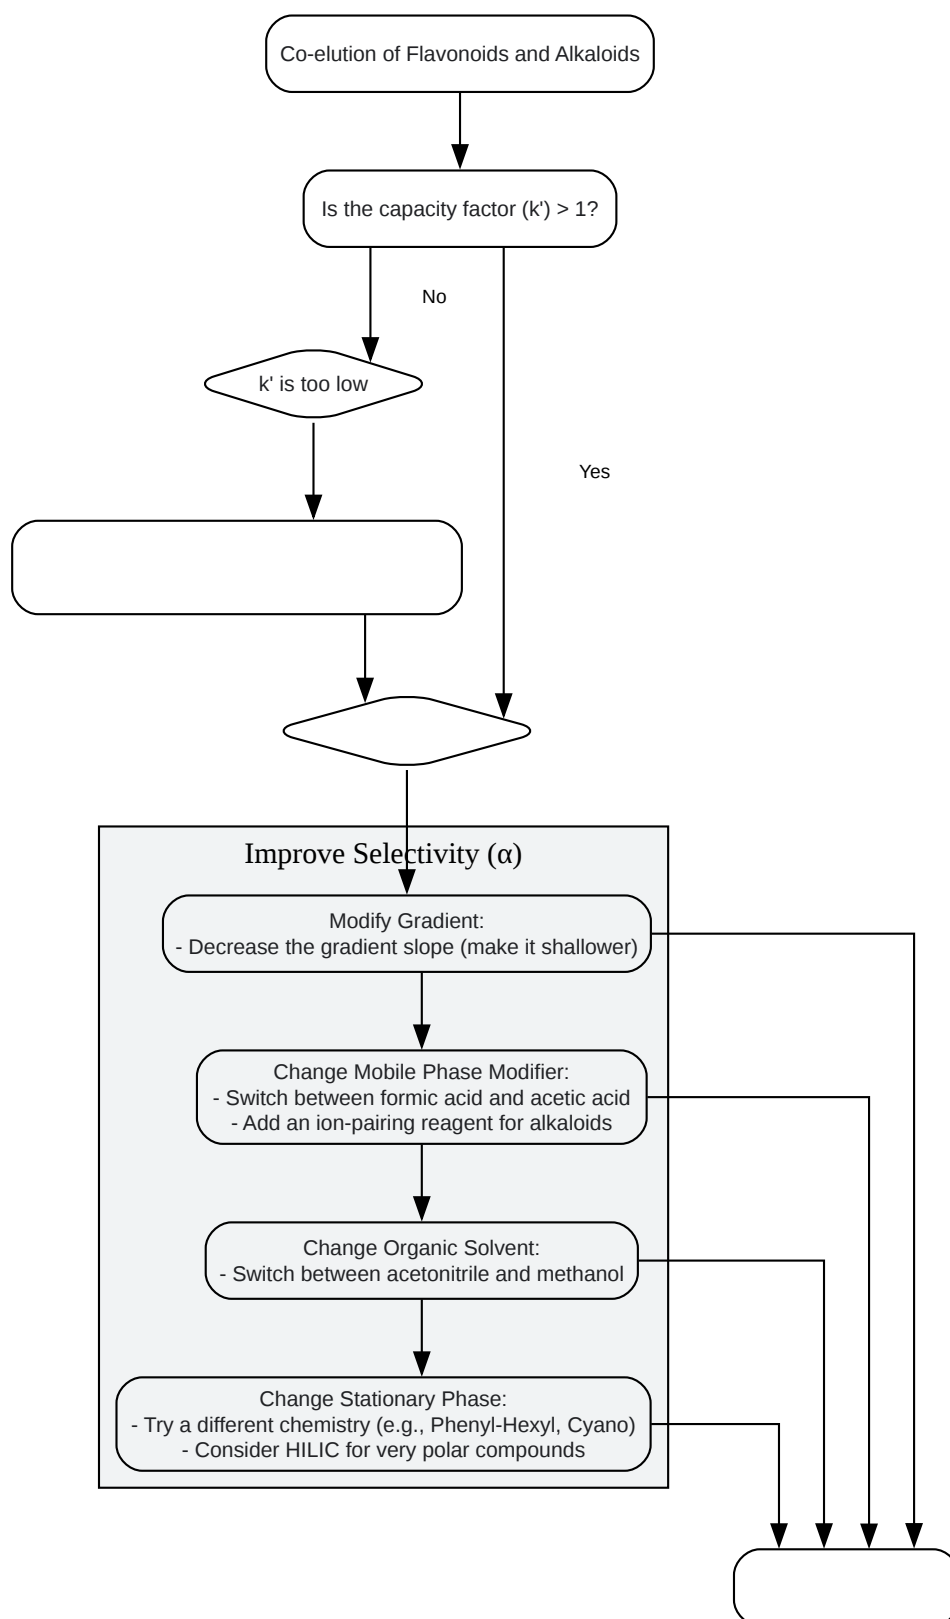 Co-elution of Flavonoids and Alkaloids
Is the capacity factor (k') > 1?
No
k' is too low
Yes
Improve Selectivity (α)
Modify Gradient:
- Decrease the gradient slope (make it shallower)
Change Mobile Phase Modifier:
- Switch between formic acid and acetic acid
- Add an ion-pairing reagent for alkaloids
Change Organic Solvent:
- Switch between acetonitrile and methanol
Change Stationary Phase:
- Try a different chemistry (e.g., Phenyl-Hexyl, Cyano)
- Consider HILIC for very polar compounds